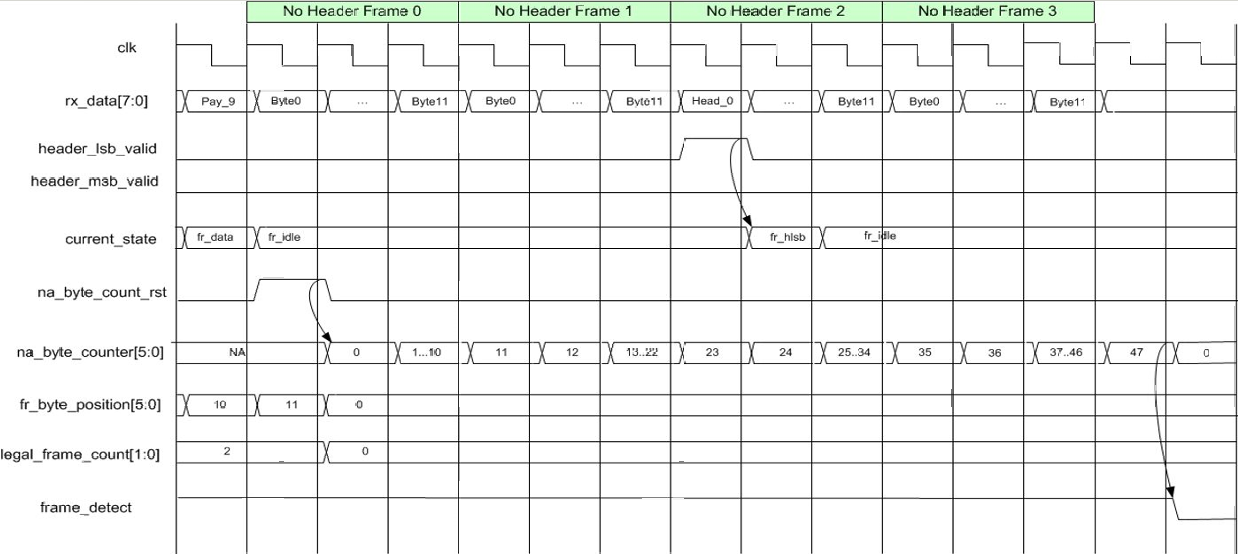 No Header Frame 0 No Header Frame 1 No Header Frame 2 No Header Frame 3
clk
rx_data[7:0] Pay_9 Byte0 ... Byte11 Byte0 ... Byte11 Head_0 ... Byte11 Byte0 ... Byte11
header_lsb_valid
header_msb_valid
current_state fr_data fr_idle fr_hlsb fr_idle
na_byte_count_rst
na_byte_counter[5:0] NA 0 1...10 11 12 13..22 23 24 25..34 35 36 37..46 47 0
fr_byte_position[5:0] 10 11 0
legal_frame_count[1:0] 2 0
frame_detect